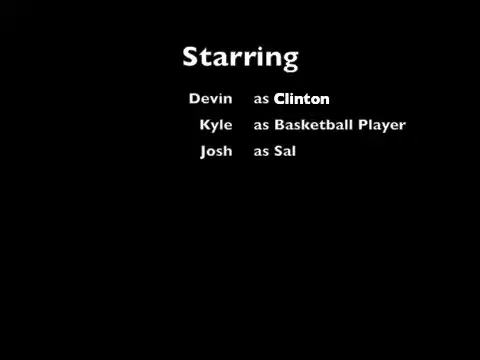 Starring
Devin as Clinton
Kyle as Basketball Player
Josh as Sal